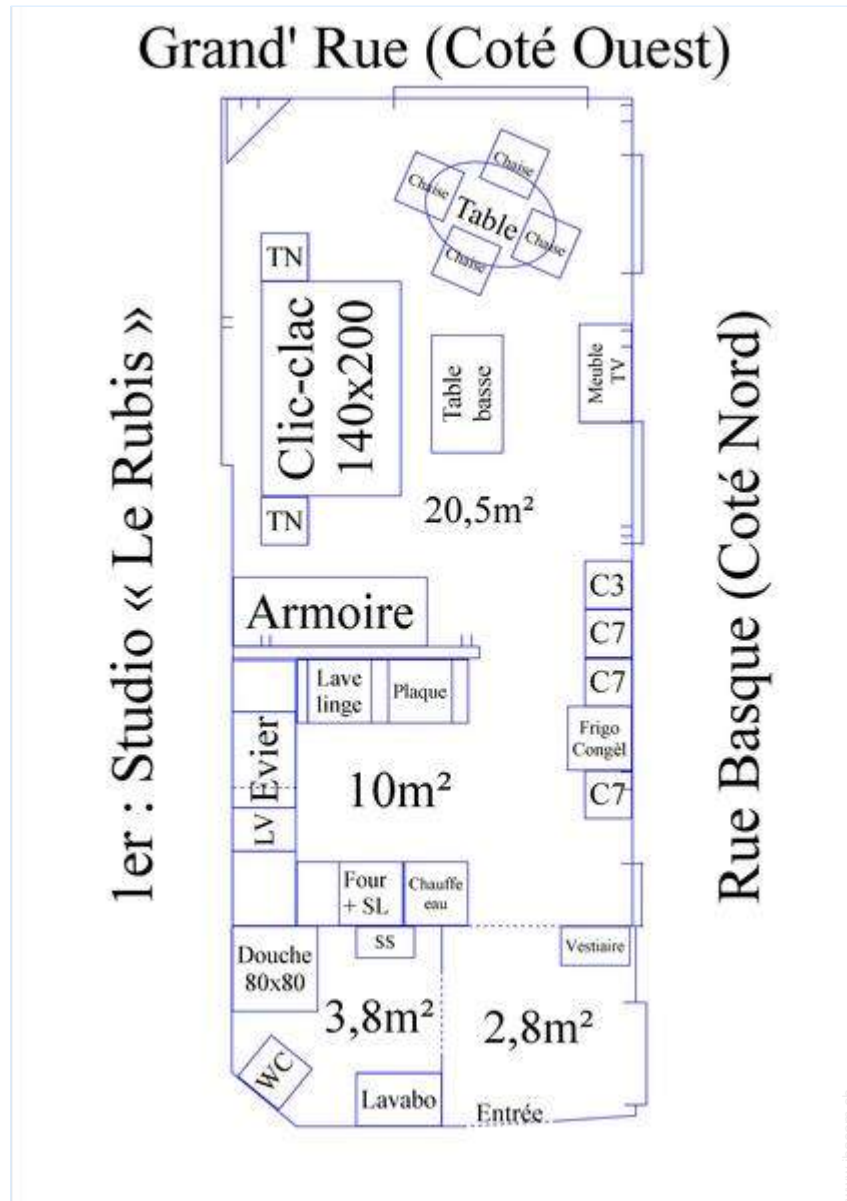 Grand' Rue (Coté Ouest)
Chaise
Chaise
Table
Chaise
Chaise
TN
Clic-clac
140x200
TN
Table
basse
Meuble
TV
20,5m²
1er : Studio « Le Rubis »
Rue Basque (Coté Nord)
Armoire
C3
C7
C7
Frigo
Congèl
C7
Lave
linge
Plaque
Evier
LV
10m²
Four
+ SL
Chauffe
eau
Douche
80x80
ss
Vestiaire
3,8m²
2,8m²
WC
Lavabo
Entrée